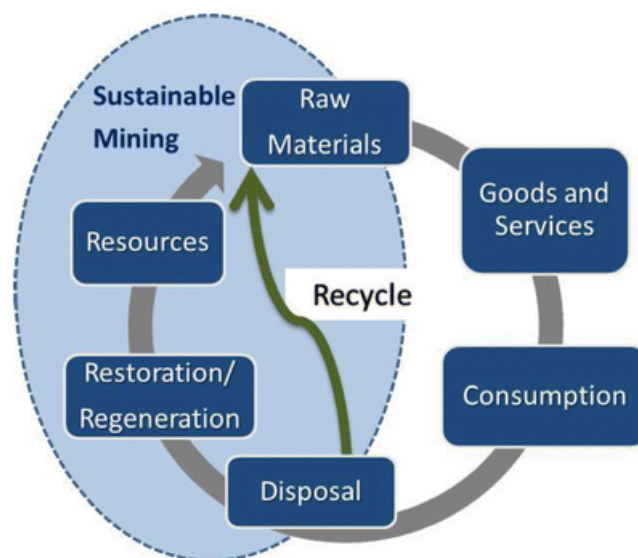 Sustainable
Mining
Raw
Materials
Goods and
Services
Resources
Recycle
Restoration/
Regeneration
Consumption
Disposal